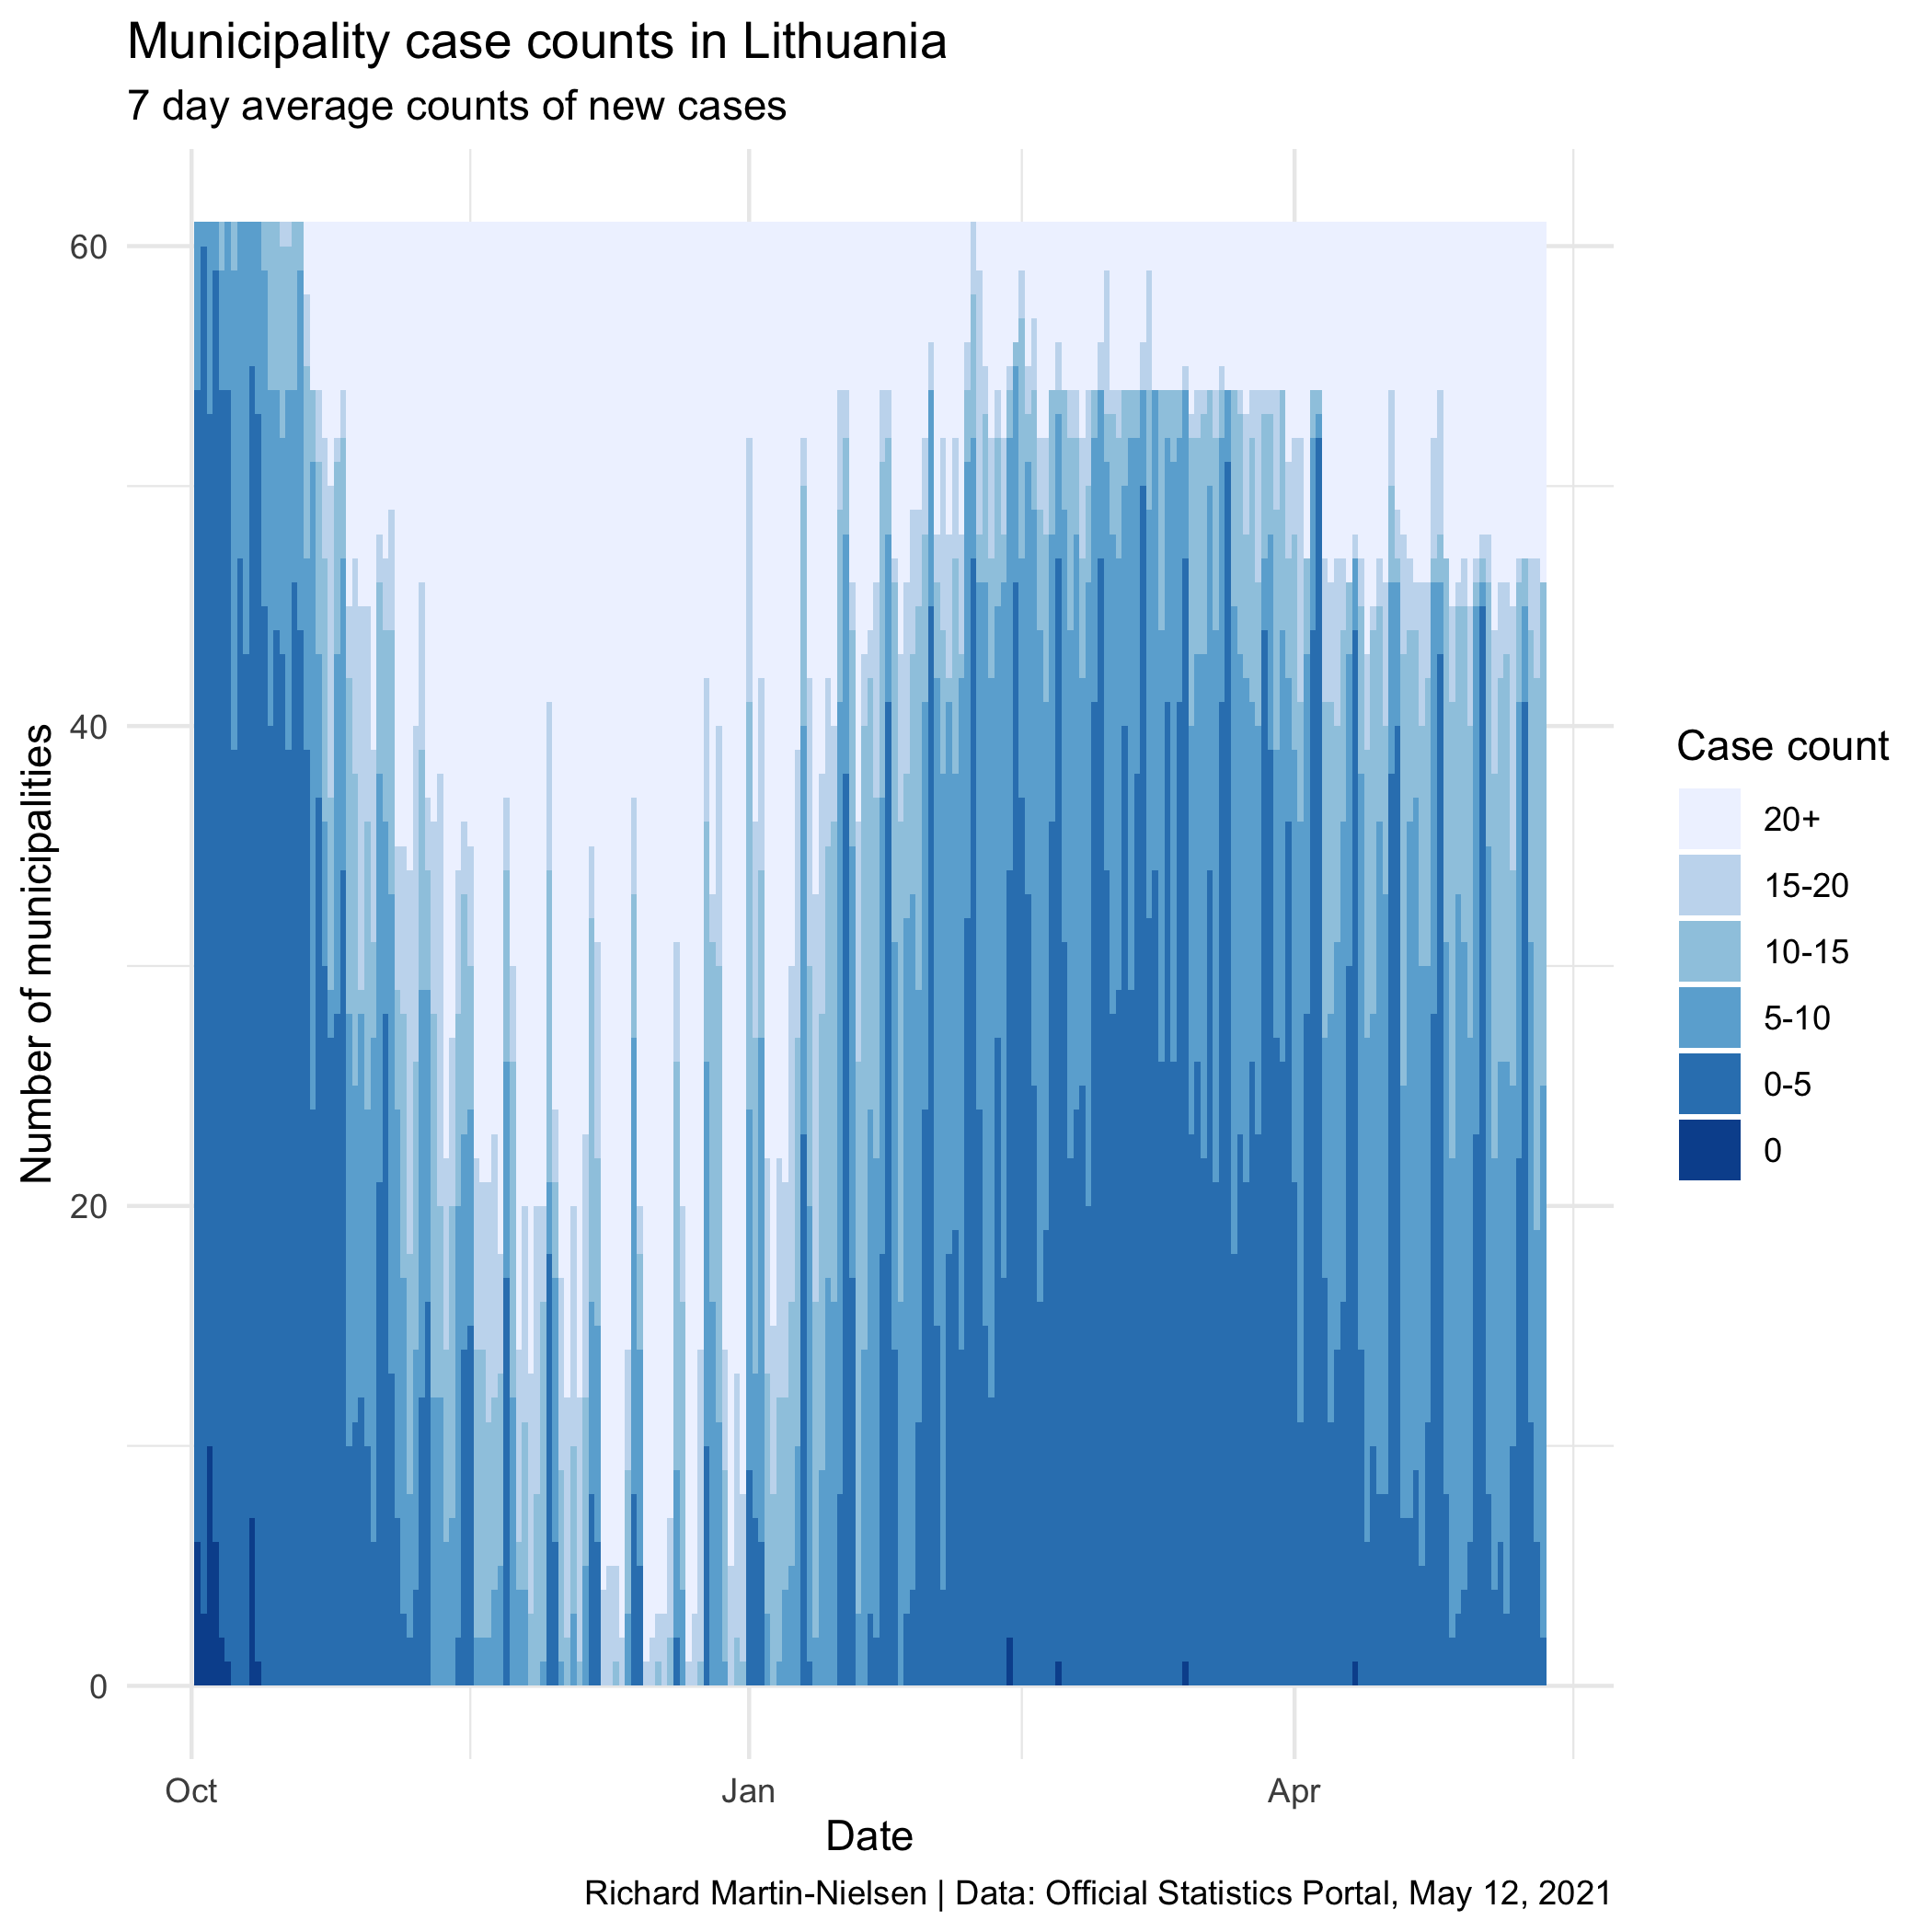 Municipality case counts in Lithuania
7 day average counts of new cases
60
40
20
0
Number of municipalities
Oct
Jan
Apr
Date
Case count
20+
15-20
10-15
5-10
0-5
0
Richard Martin-Nielsen | Data: Official Statistics Portal, May 12, 2021